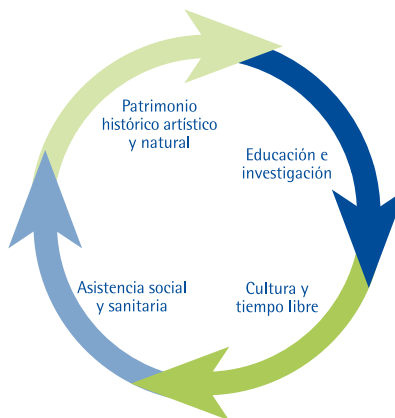 Patrimonio
histórico artístico
y natural
Educación e
investigación
Cultura y
tiempo libre
Asistencia social
y sanitaria